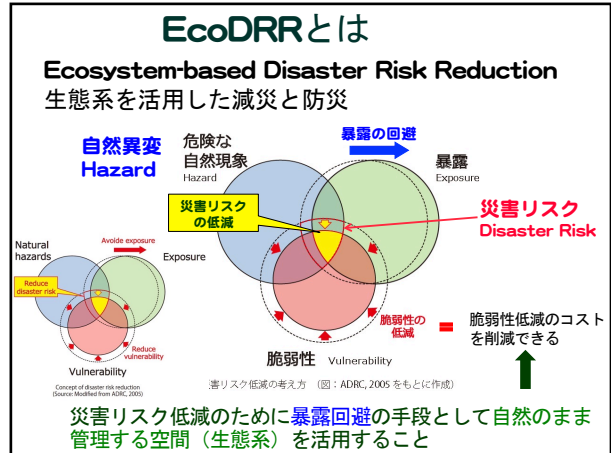 EcoDRRとは
Ecosystem-based Disaster Risk Reduction
生態系を活用した減災と防災
自然異変
Hazard
危険な
自然現象
Hazard
暴露の回避
暴露
Exposure
災害リスク
の低減
災害リスク
Disaster Risk
Natural
hazards
Avoide exposure
Exposure
Reduce
disaster risk
Reduce
vulnerability
Vulnerability
Concept of disaster risk reduction
(Source: Modified from ADRC, 2005)
脆弱性の
低減
脆弱性 Vulnerability
=
脆弱性低減のコスト
を削減できる
害リスク低減の考え方 (図：ADRC, 2005 をもとに作成)
災害リスク低減のために暴露回避の手段として自然のまま
管理する空間（生態系）を活用すること